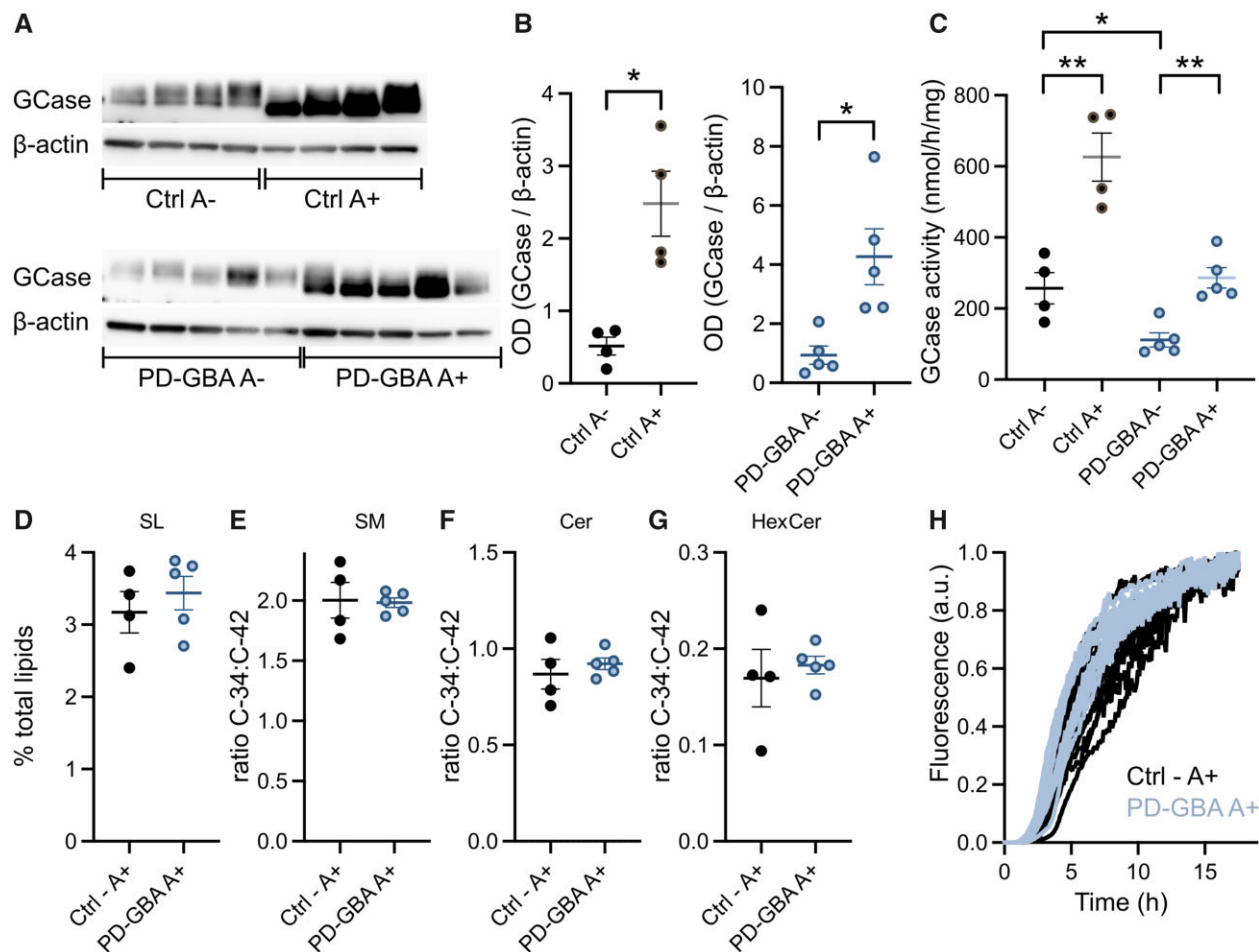 A
GCase
β-actin
Ctrl A-
Ctrl A+
GCase
β-actin
PD-GBA A-
PD-GBA A+
B
*
OD (GCase / β-actin)
4
3
2
1
0
Ctrl A-
Ctrl A+
*
OD (GCase / β-actin)
10
8
6
4
2
0
PD-GBA A-
PD-GBA A+
C
*
**
**
GCase activity (nmol/h/mg)
800
600
400
200
0
Ctrl A-
Ctrl A+
PD-GBA A-
PD-GBA A+
D
SL
% total lipids
4
3
2
1
0
Ctrl - A+
PD-GBA A+
E
SM
ratio C-34:C-42
2.0
1.5
1.0
0.5
0.0
Ctrl - A+
PD-GBA A+
F
Cer
ratio C-34:C-42
1.5
1.0
0.5
0.0
Ctrl - A+
PD-GBA A+
G
HexCer
ratio C-34:C-42
0.3
0.2
0.1
0.0
Ctrl - A+
PD-GBA A+
H
Fluorescence (a.u.)
1.0
0.8
0.6
0.4
0.2
0.0
Ctrl - A+
PD-GBA A+
0
5
10
15
Time (h)